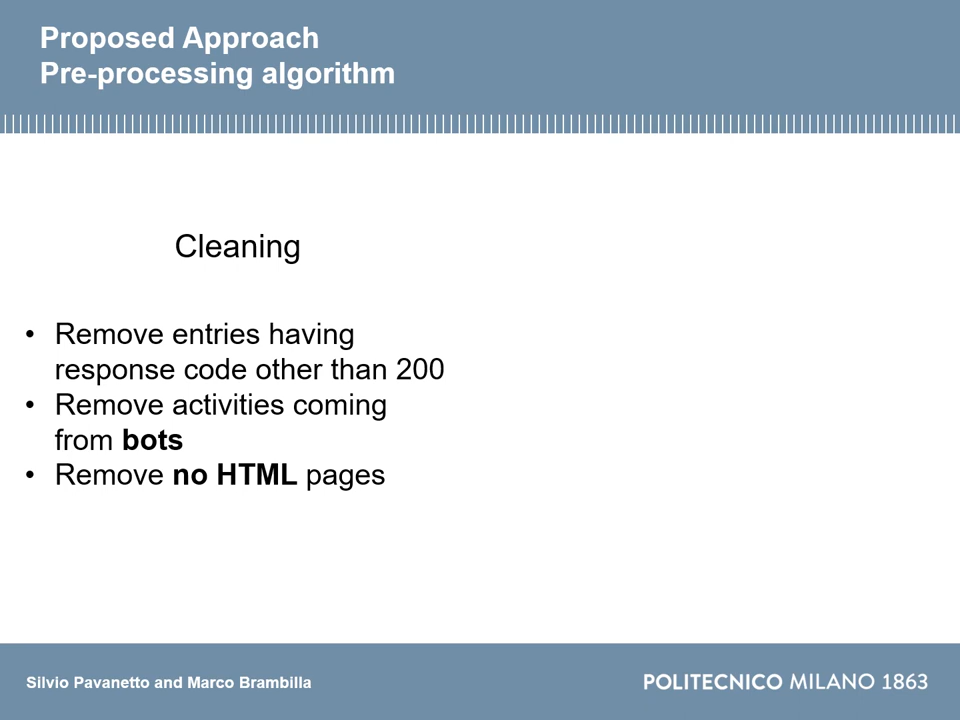 Proposed Approach
Pre-processing algorithm
Cleaning
• Remove entries having
response code other than 200
• Remove activities coming
from bots
• Remove no HTML pages
Silvio Pavanetto and Marco Brambilla
POLITECNICO MILANO 1863